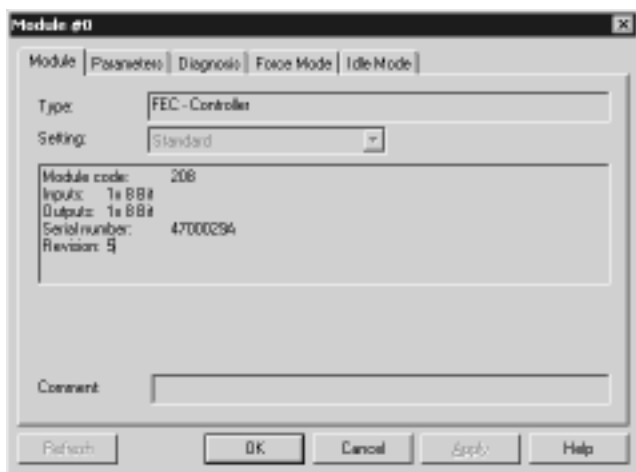 Module #0
Module Parameters Diagnosis Force Mode Idle Mode
Type: FEC - Controller
Setting: Standard
Module code: 208
Inputs: 1x 8 Bit
Outputs: 1x 8 Bit
Serial number: 4700029A
Revision: 5
Comment:
Refresh OK Cancel Apply Help